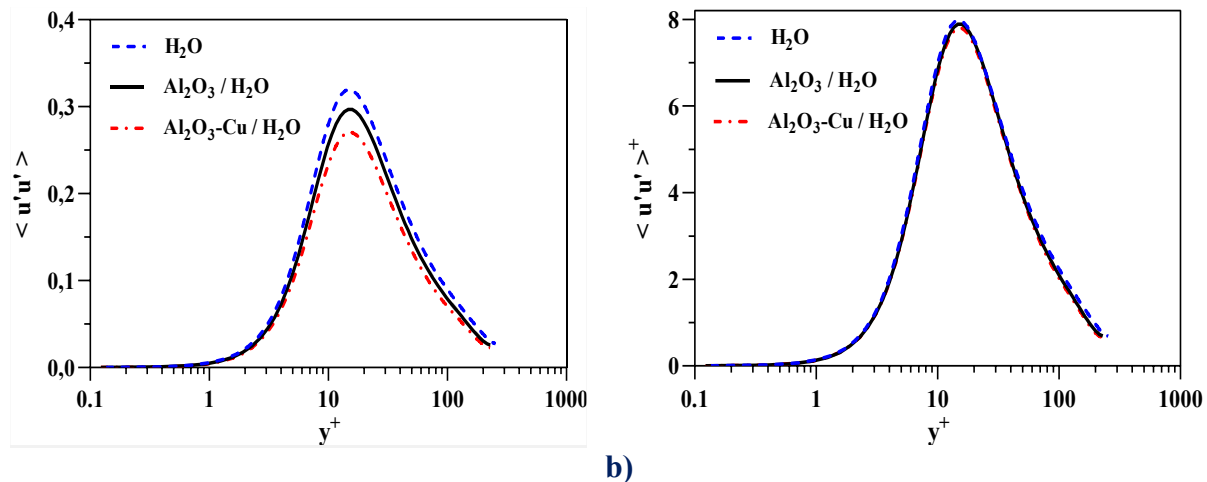 0,4
0,3
0,2
0,1
0,0
< u'u' >
H₂O
Al₂O₃ / H₂O
Al₂O₃-Cu / H₂O
0.1 1 10 100 1000
y⁺
8
6
4
2
0
< u'u' >⁺
H₂O
Al₂O₃ / H₂O
Al₂O₃-Cu / H₂O
0.1 1 10 100 1000
y⁺
b)